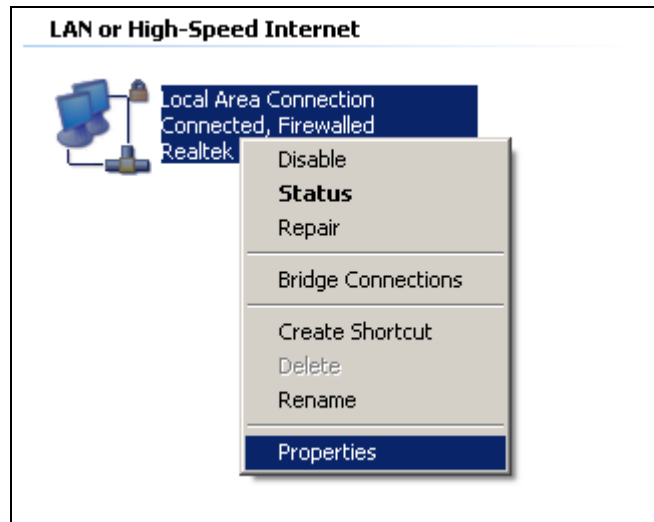 LAN or High-Speed Internet
Local Area Connection
Connected, Firewalled
Realtek
Disable
Status
Repair
Bridge Connections
Create Shortcut
Delete
Rename
Properties